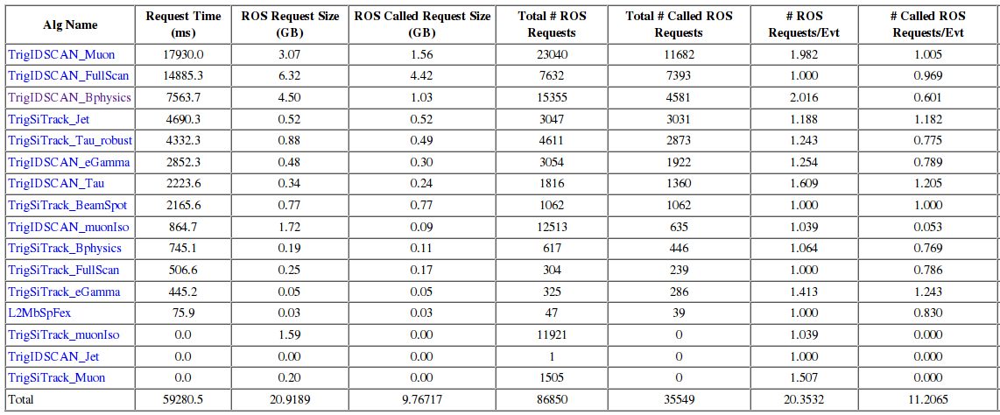 Alg Name Request Time (ms) ROS Request Size (GB) ROS Called Request Size (GB) Total # ROS Requests Total # Called ROS Requests # ROS Requests/Evt # Called ROS Requests/Evt
TrigIDSCAN_Muon 17930.0 3.07 1.56 23040 11682 1.982 1.005
TrigIDSCAN_FullScan 14885.3 6.32 4.42 7632 7393 1.000 0.969
TrigIDSCAN_Bphysics 7563.7 4.50 1.03 15355 4581 2.016 0.601
TrigSiTrack_Jet 4690.3 0.52 0.52 3047 3031 1.188 1.182
TrigSiTrack_Tau_robust 4332.3 0.88 0.49 4611 2873 1.243 0.775
TrigIDSCAN_eGamma 2852.3 0.48 0.30 3054 1922 1.254 0.789
TrigIDSCAN_Tau 2223.6 0.34 0.24 1816 1360 1.609 1.205
TrigSiTrack_BeamSpot 2165.6 0.77 0.77 1062 1062 1.000 1.000
TrigIDSCAN_muonIso 864.7 1.72 0.09 12513 635 1.039 0.053
TrigSiTrack_Bphysics 745.1 0.19 0.11 617 446 1.064 0.769
TrigSiTrack_FullScan 506.6 0.25 0.17 304 239 1.000 0.786
TrigSiTrack_eGamma 445.2 0.05 0.05 325 286 1.413 1.243
L2MbSpFex 75.9 0.03 0.03 47 39 1.000 0.830
TrigSiTrack_muonIso 0.0 1.59 0.00 11921 0 1.039 0.000
TrigIDSCAN_Jet 0.0 0.00 0.00 1 0 1.000 0.000
TrigSiTrack_Muon 0.0 0.20 0.00 1505 0 1.507 0.000
Total 59280.5 20.9189 9.76717 86850 35549 20.3532 11.2065